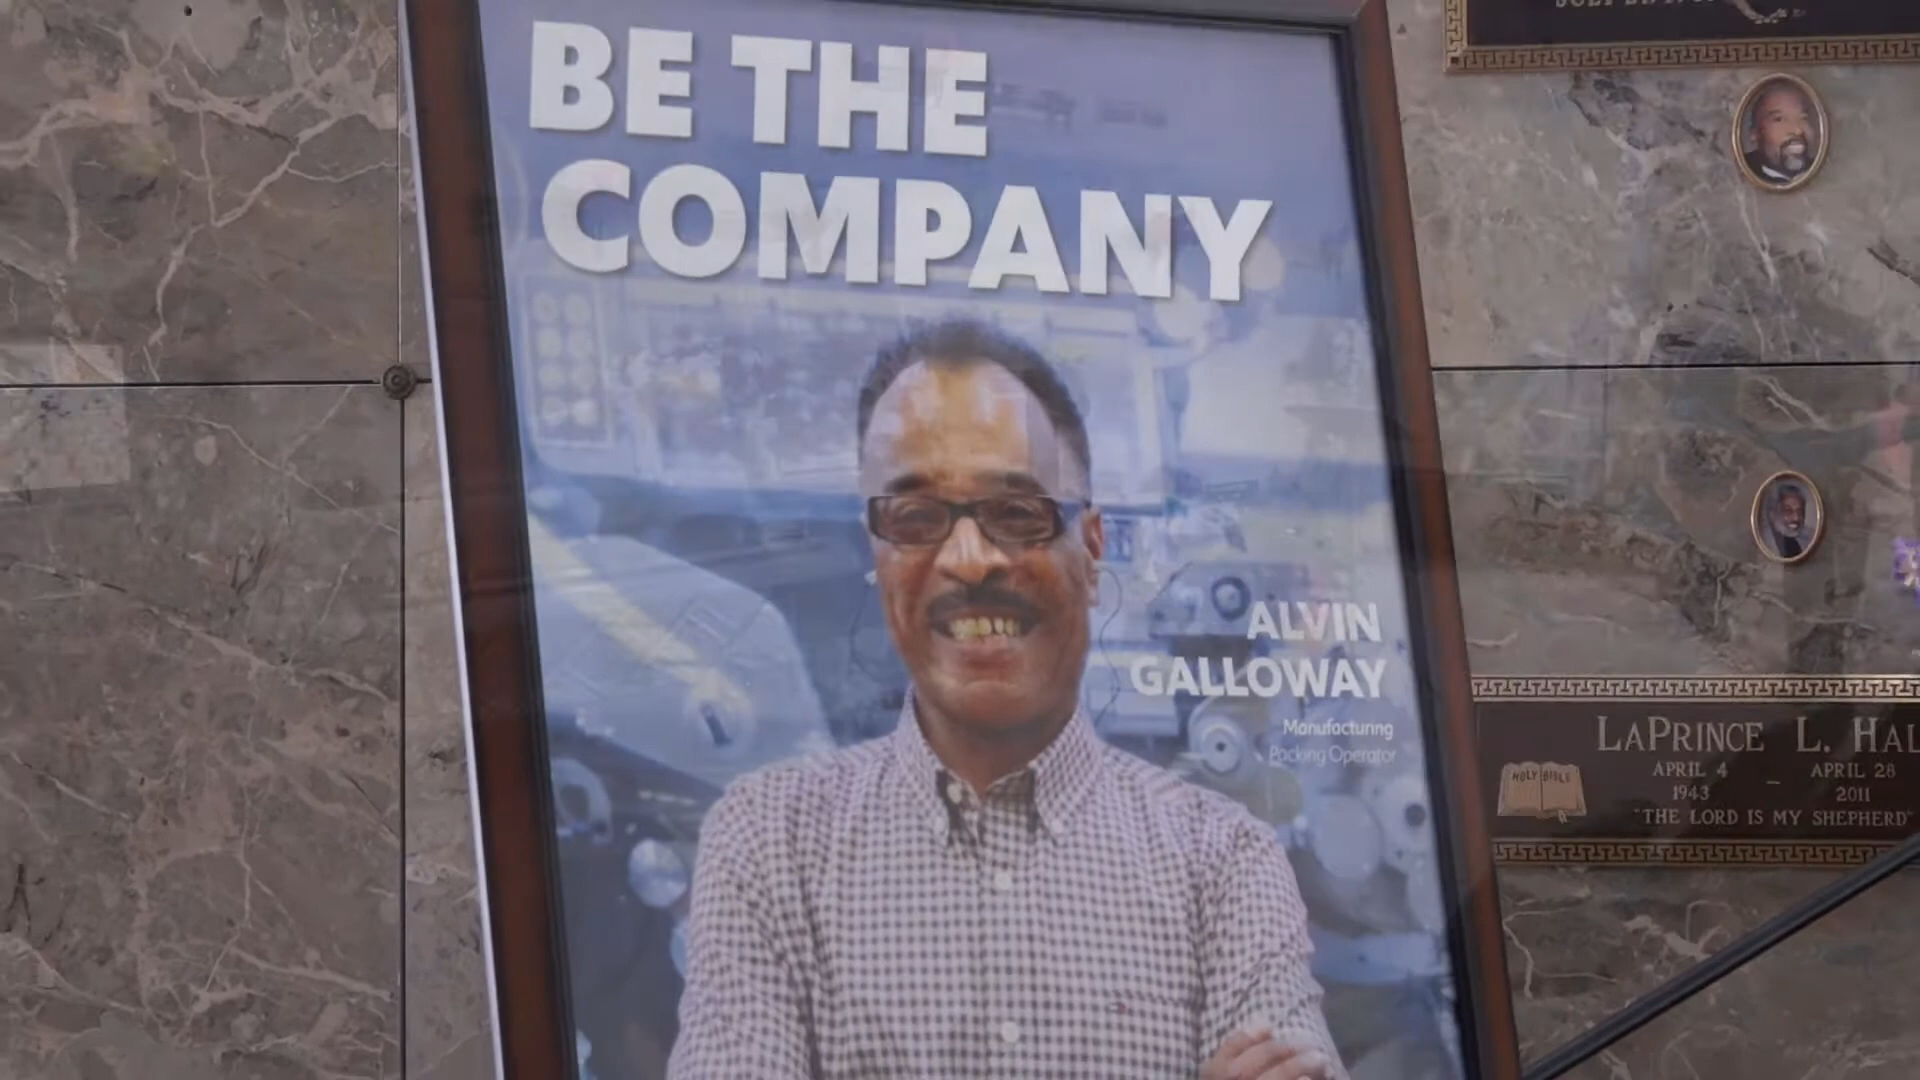 BE THE
COMPANY
ALVIN
GALLOWAY
Manufacturing
Packing Operator
LAPRINCE L. HAL
APRIL 4 – APRIL 28
1943 2011
HOLY BIBLE
"THE LORD IS MY SHEPHERD"